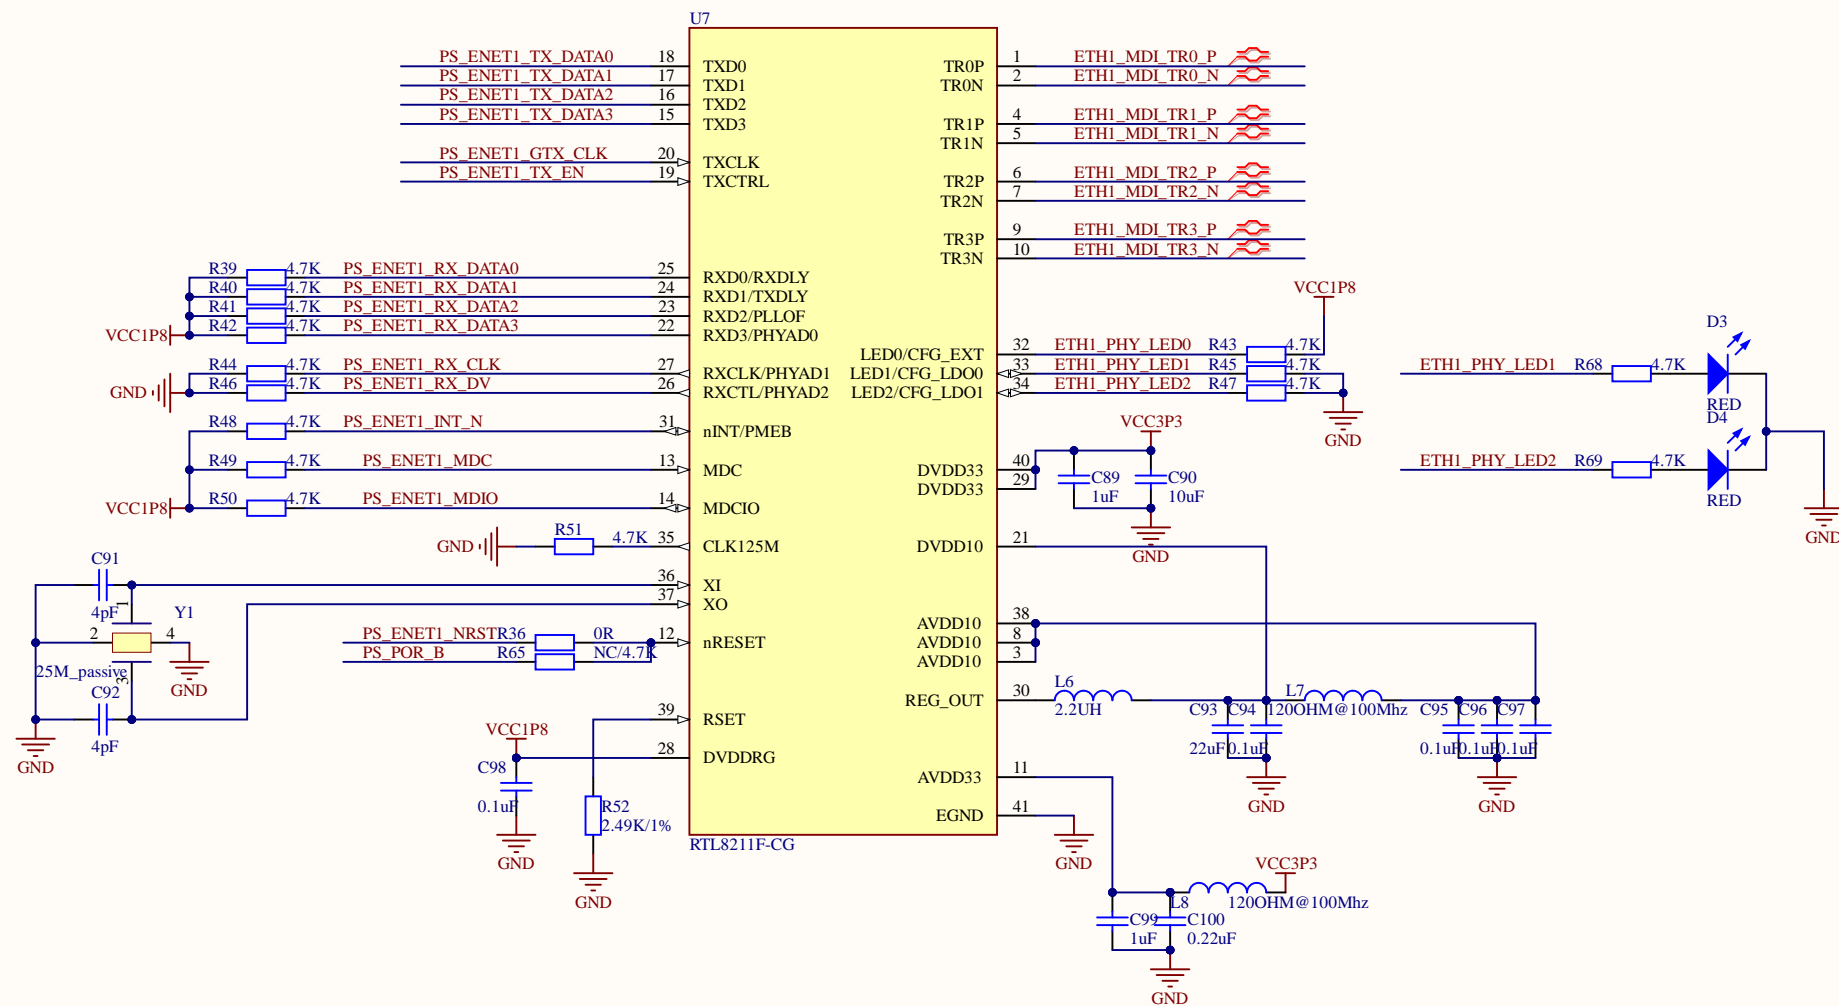 U7
PS_ENET1_TX_DATA0 18 TXD0
PS_ENET1_TX_DATA1 17 TXD1
PS_ENET1_TX_DATA2 16 TXD2
PS_ENET1_TX_DATA3 15 TXD3
PS_ENET1_GTX_CLK 20 TXCLK
PS_ENET1_TX_EN 19 TXCTRL
R39 4.7K PS_ENET1_RX_DATA0 25 RXD0/RXDLY
R40 4.7K PS_ENET1_RX_DATA1 24 RXD1/TXDLY
R41 4.7K PS_ENET1_RX_DATA2 23 RXD2/PLLOF
VCC1P8 R42 4.7K PS_ENET1_RX_DATA3 22 RXD3/PHYAD0
R44 4.7K PS_ENET1_RX_CLK 27 RXCLK/PHYAD1
GND R46 4.7K PS_ENET1_RX_DV 26 RXCTL/PHYAD2
R48 4.7K PS_ENET1_INT_N 31 nINT/PMEB
R49 4.7K PS_ENET1_MDC 13 MDC
VCC1P8 R50 4.7K PS_ENET1_MDIO 14 MDCIO
GND R51 4.7K 35 CLK125M
C91
4pF
36 XI
37 XO
1
Y1
2 4
25M_passive
3
GND
C92
4pF
GND
PS_ENET1_NRST R36 0R 12 nRESET
PS_POR_B R65 NC/4.7K
39 RSET
VCC1P8
28 DVDDRG
C98
0.1uF
GND
R52
2.49K/1%
GND
RTL8211F-CG
TR0P 1 ETH1_MDI_TR0_P
TR0N 2 ETH1_MDI_TR0_N
TR1P 4 ETH1_MDI_TR1_P
TR1N 5 ETH1_MDI_TR1_N
TR2P 6 ETH1_MDI_TR2_P
TR2N 7 ETH1_MDI_TR2_N
TR3P 9 ETH1_MDI_TR3_P
TR3N 10 ETH1_MDI_TR3_N
VCC1P8
LED0/CFG_EXT 32 ETH1_PHY_LED0 R43 4.7K
LED1/CFG_LDO0 33 ETH1_PHY_LED1 R45 4.7K
LED2/CFG_LDO1 34 ETH1_PHY_LED2 R47 4.7K
GND
VCC3P3
DVDD33 40
DVDD33 29
C89
1uF
C90
10uF
GND
DVDD10 21
AVDD10 38
AVDD10 8
AVDD10 3
REG_OUT 30
L6
2.2UH
L7
120OHM@100Mhz
C93 C94
22uF 0.1uF
GND
C95 C96 C97
0.1uF 0.1uF 0.1uF
GND
AVDD33 11
EGND 41
GND
VCC3P3
L8 120OHM@100Mhz
C99
1uF
C100
0.22uF
GND
D3
ETH1_PHY_LED1 R68 4.7K
RED
D4
ETH1_PHY_LED2 R69 4.7K
RED
GND